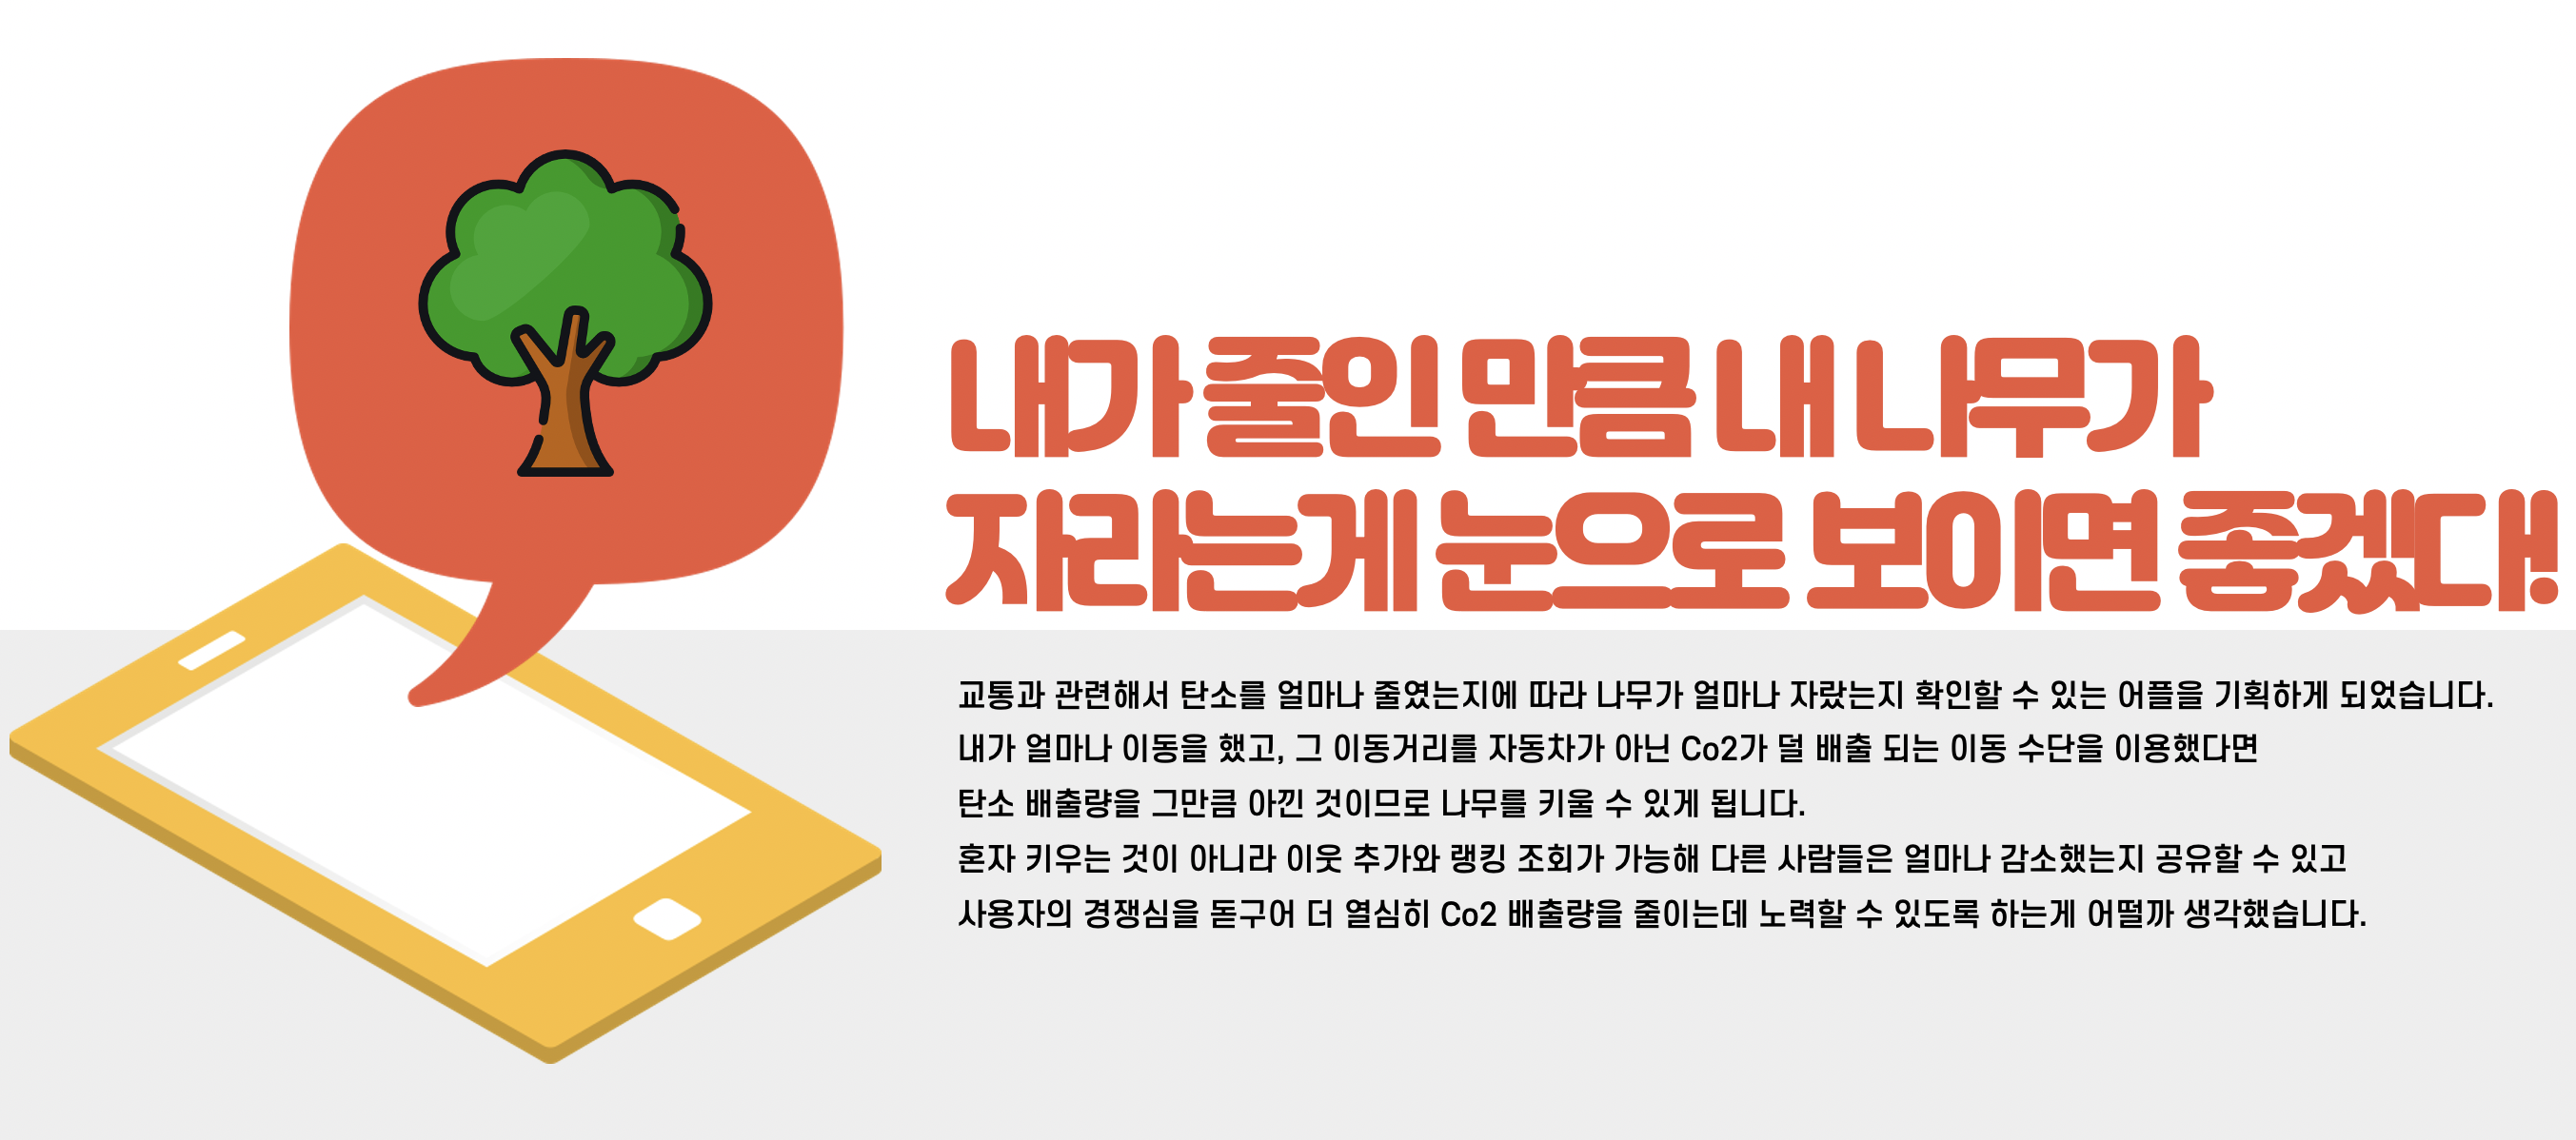 내가 줄인 만큼 내 나무가
자라는게 눈으로 보이면 좋겠다!
교통과 관련해서 탄소를 얼마나 줄였는지에 따라 나무가 얼마나 자랐는지 확인할 수 있는 어플을 기획하게 되었습니다.
내가 얼마나 이동을 했고, 그 이동거리를 자동차가 아닌 Co2가 덜 배출 되는 이동 수단을 이용했다면
탄소 배출량을 그만큼 아낀 것이므로 나무를 키울 수 있게 됩니다.
혼자 키우는 것이 아니라 이웃 추가와 랭킹 조회가 가능해 다른 사람들은 얼마나 감소했는지 공유할 수 있고
사용자의 경쟁심을 돋구어 더 열심히 Co2 배출량을 줄이는데 노력할 수 있도록 하는게 어떨까 생각했습니다.